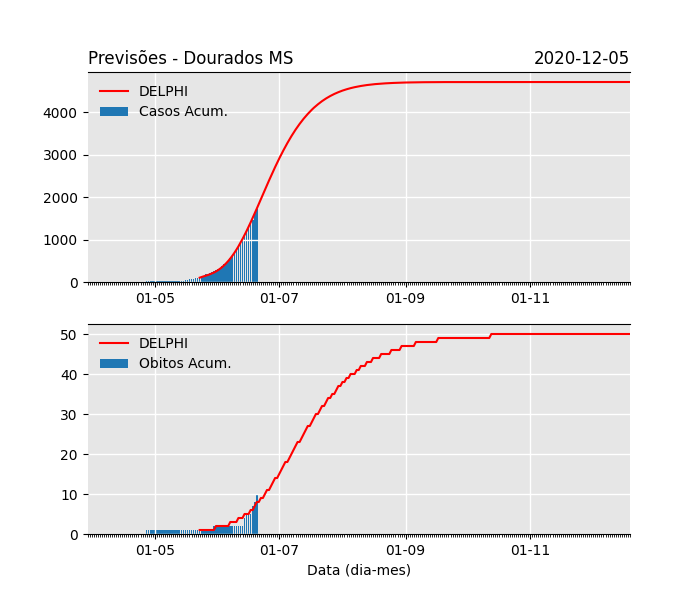 Previsões - Dourados MS 2020-12-05
DELPHI
Casos Acum.
4000
3000
2000
1000
0
01-05 01-07 01-09 01-11
DELPHI
Obitos Acum.
50
40
30
20
10
0
01-05 01-07 01-09 01-11
Data (dia-mes)